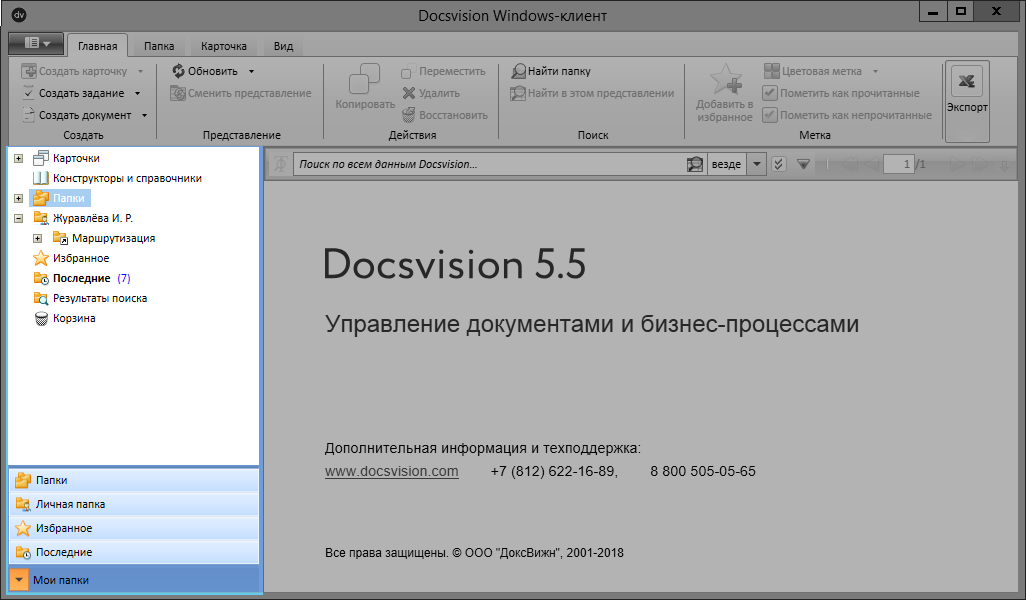 dv Docsvision Windows-клиент
Главная Папка Карточка Вид
Создать карточку
Создать задание
Создать документ
Создать
Обновить
Сменить представление
Представление
Копировать
Переместить
Удалить
Восстановить
Действия
Найти папку
Найти в этом представлении
Поиск
Добавить в
избранное
Цветовая метка
Пометить как прочитанные
Пометить как непрочитанные
Метка
Экспорт
Карточки
Конструкторы и справочники
Папки
Журавлёва И. Р.
Маршрутизация
Избранное
Последние (7)
Результаты поиска
Корзина
Папки
Личная папка
Избранное
Последние
Мои папки
Поиск по всем данным Docsvision... везде 1 /1
Docsvision 5.5
Управление документами и бизнес-процессами
Дополнительная информация и техподдержка:
www.docsvision.com +7 (812) 622-16-89, 8 800 505-05-65
Все права защищены. © ООО "ДоксВижн", 2001-2018